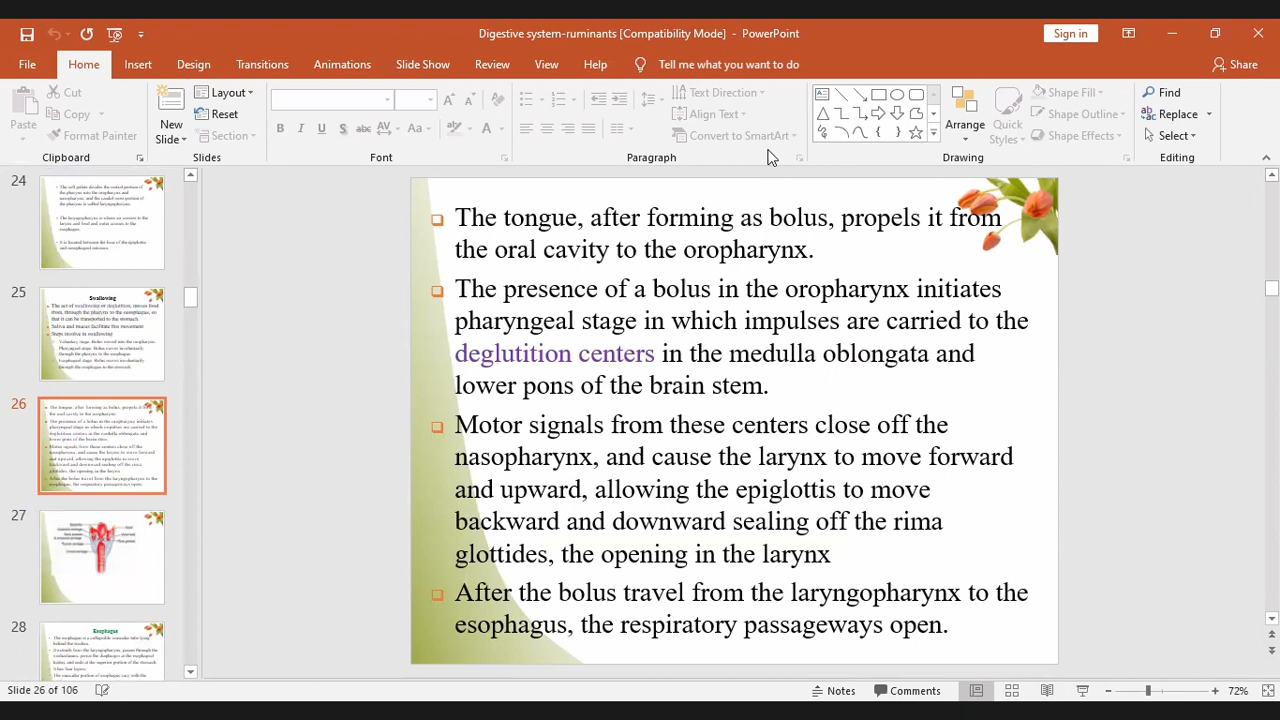 Digestive system-ruminants [Compatibility Mode] - PowerPoint
Sign in
File Home Insert Design Transitions Animations Slide Show Review View Help Tell me what you want to do Share
Paste
Cut
Copy
Format Painter
Clipboard
New Slide
Layout
Reset
Section
Slides
Font
Text Direction
Align Text
Convert to SmartArt
Paragraph
Arrange
Quick Styles
Shape Fill
Shape Outline
Shape Effects
Drawing
Find
Replace
Select
Editing
24
25
Swallowing
26
27
28
Esophagus
The tongue, after forming as bolus, propels it from
the oral cavity to the oropharynx.
The presence of a bolus in the oropharynx initiates
pharyngeal stage in which impulses are carried to the
deglutition centers in the medulla oblongata and
lower pons of the brain stem.
Motor signals from these centers close off the
nasopharynx, and cause the larynx to move forward
and upward, allowing the epiglottis to move
backward and downward sealing off the rima
glottides, the opening in the larynx
After the bolus travel from the laryngopharynx to the
esophagus, the respiratory passageways open.
Slide 26 of 106
Notes Comments 72%